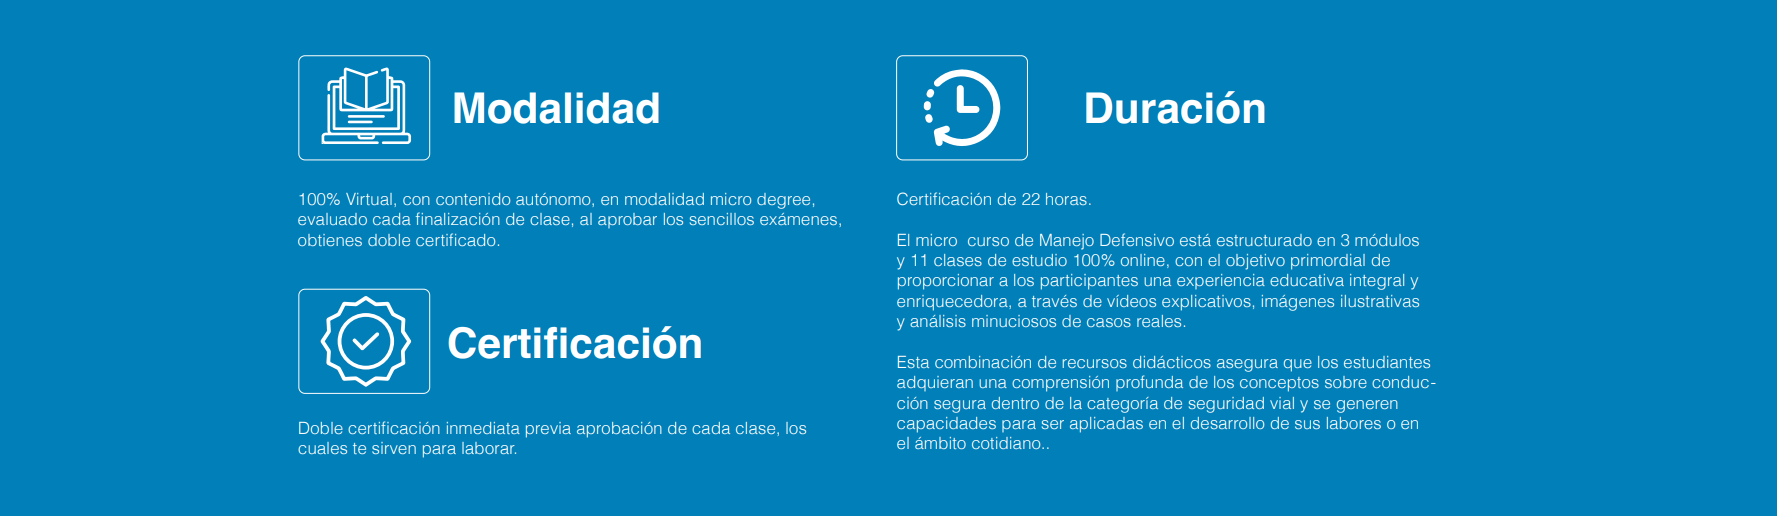 Modalidad
100% Virtual, con contenido autónomo, en modalidad micro degree,
evaluado cada finalización de clase, al aprobar los sencillos exámenes,
obtienes doble certificado.
Certificación
Doble certificación inmediata previa aprobación de cada clase, los
cuales te sirven para laborar.
Duración
Certificación de 22 horas.
El micro  curso de Manejo Defensivo está estructurado en 3 módulos
y 11 clases de estudio 100% online, con el objetivo primordial de
proporcionar a los participantes una experiencia educativa integral y
enriquecedora, a través de vídeos explicativos, imágenes ilustrativas
y análisis minuciosos de casos reales.
Esta combinación de recursos didácticos asegura que los estudiantes
adquieran una comprensión profunda de los conceptos sobre conduc-
ción segura dentro de la categoría de seguridad vial y se generen
capacidades para ser aplicadas en el desarrollo de sus labores o en
el ámbito cotidiano..